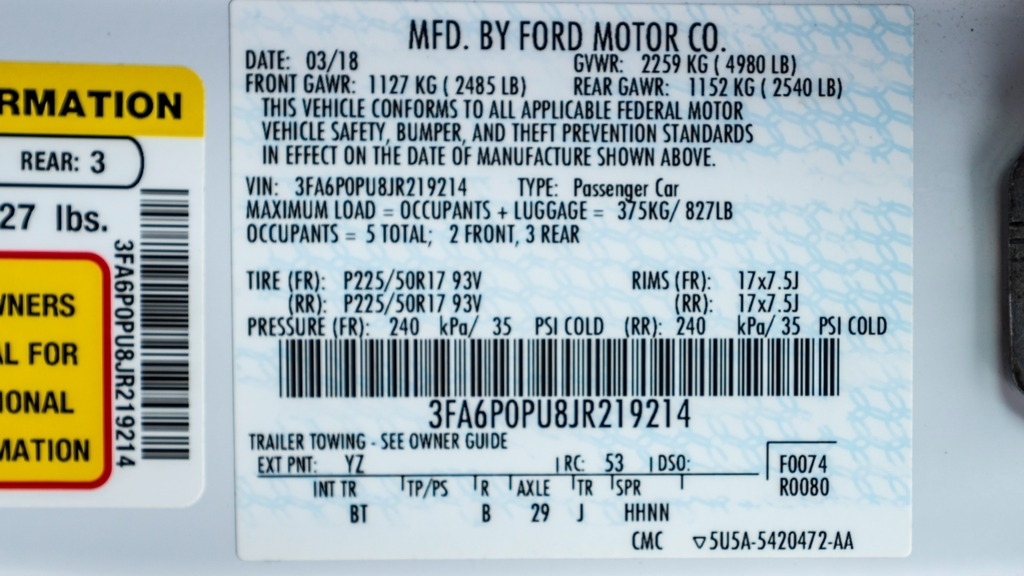 RMATION
REAR: 3
27 lbs.
3FA6P0PU8JR219214
WNERS
AL FOR
IONAL
MATION
MFD. BY FORD MOTOR CO.
DATE: 03/18 GVWR: 2259 KG ( 4980 LB)
FRONT GAWR: 1127 KG ( 2485 LB) REAR GAWR: 1152 KG ( 2540 LB)
THIS VEHICLE CONFORMS TO ALL APPLICABLE FEDERAL MOTOR
VEHICLE SAFETY, BUMPER, AND THEFT PREVENTION STANDARDS
IN EFFECT ON THE DATE OF MANUFACTURE SHOWN ABOVE.
VIN: 3FA6P0PU8JR219214 TYPE: Passenger Car
MAXIMUM LOAD = OCCUPANTS + LUGGAGE = 375KG/ 827LB
OCCUPANTS = 5 TOTAL; 2 FRONT, 3 REAR
TIRE (FR): P225/50R17 93V RIMS (FR): 17x7.5J
(RR): P225/50R17 93V (RR): 17x7.5J
PRESSURE (FR): 240 kPa/ 35 PSI COLD (RR): 240 kPa/ 35 PSI COLD
3FA6P0PU8JR219214
TRAILER TOWING - SEE OWNER GUIDE
EXT PNT: YZ RC: 53 DSO: F0074
INT TR TP/PS R AXLE TR SPR R0080
BT B 29 J HHNN
CMC ▽5U5A-5420472-AA